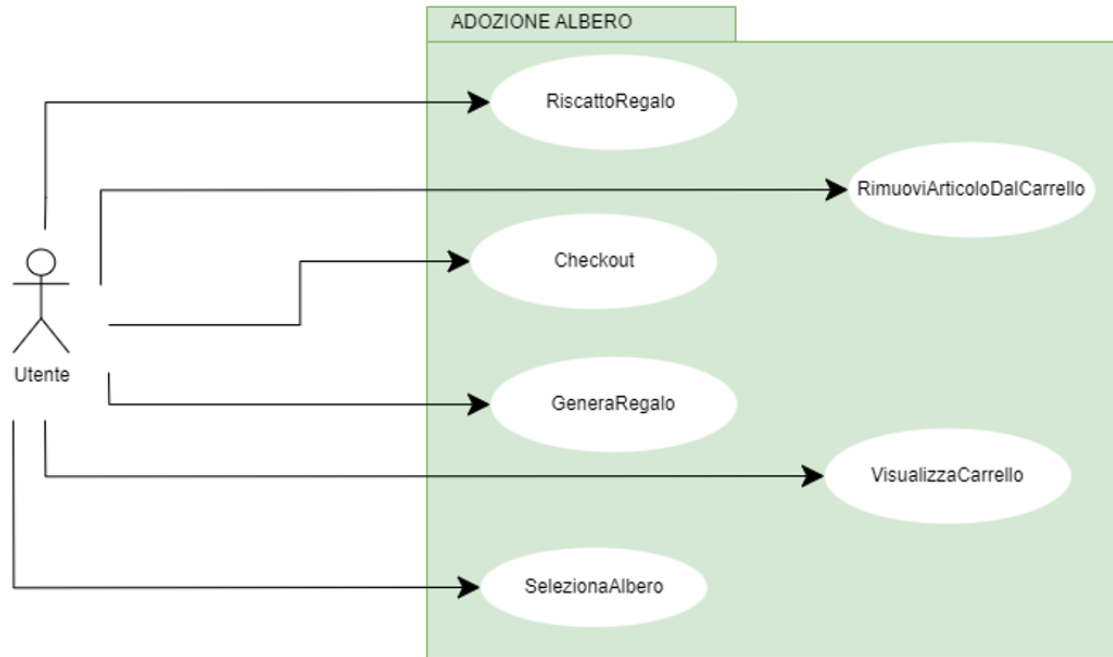 ADOZIONE ALBERO
RiscattoRegalo
RimuoviArticoloDalCarrello
Checkout
Utente
GeneraRegalo
VisualizzaCarrello
SelezionaAlbero